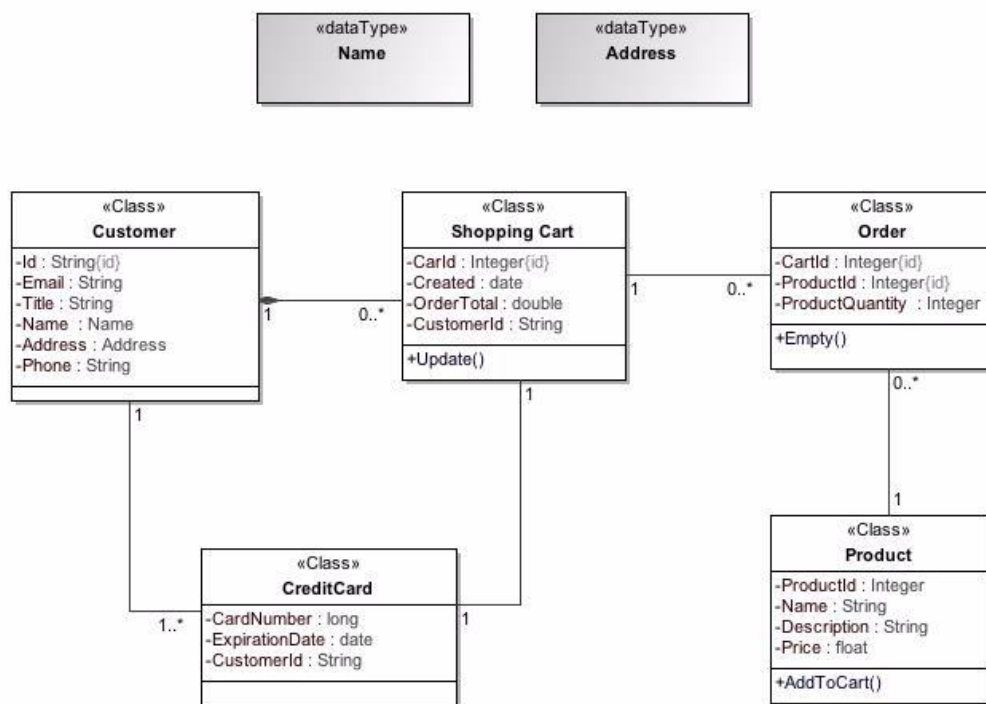 «dataType»
Name
«dataType»
Address
«Class»
Customer
-Id : String{id}
-Email : String
-Title : String
-Name : Name
-Address : Address
-Phone : String
1
0..*
1
«Class»
Shopping Cart
-CarId : Integer{id}
-Created : date
-OrderTotal : double
-CustomerId : String
+Update()
1
0..*
1
«Class»
Order
-CartId : Integer{id}
-ProductId : Integer{id}
-ProductQuantity : Integer
+Empty()
0..*
1
«Class»
CreditCard
-CardNumber : long
-ExpirationDate : date
-CustomerId : String
1..*
1
«Class»
Product
-ProductId : Integer
-Name : String
-Description : String
-Price : float
+AddToCart()